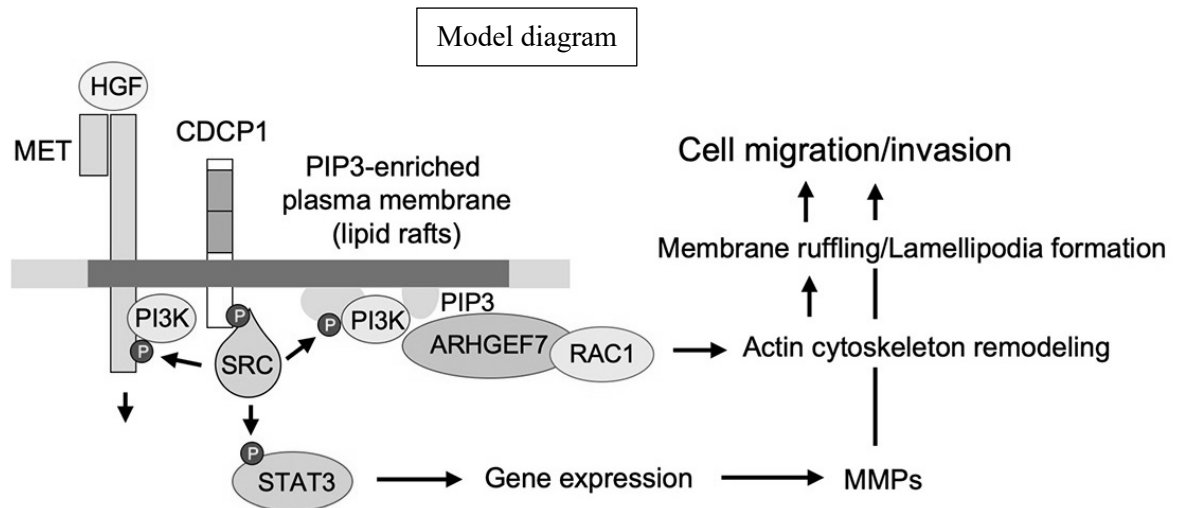 Model diagram
HGF
MET
CDCP1
PIP3-enriched
plasma membrane
(lipid rafts)
Cell migration/invasion
Membrane ruffling/Lamellipodia formation
PI3K
P
P
SRC
P
PI3K
PIP3
ARHGEF7
RAC1
Actin cytoskeleton remodeling
P
STAT3
Gene expression
MMPs